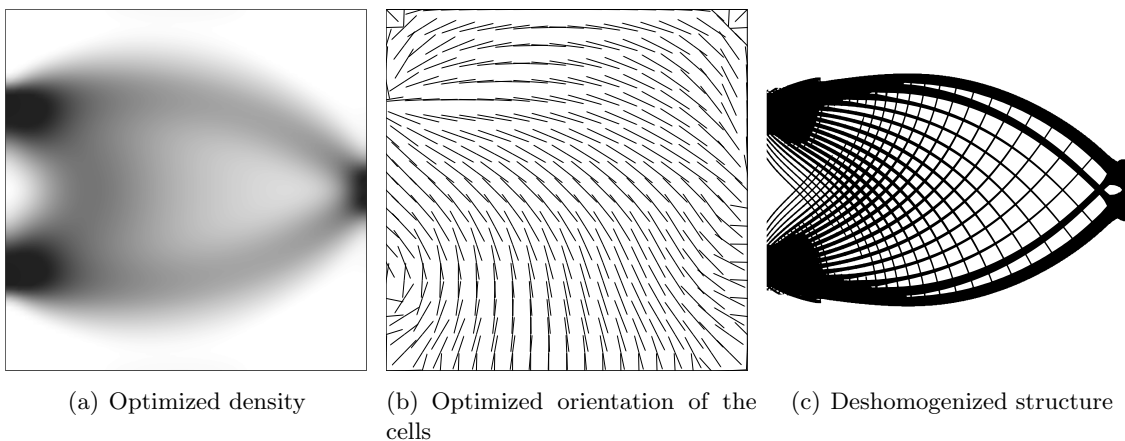 (a) Optimized density
(b) Optimized orientation of the
cells
(c) Deshomogenized structure